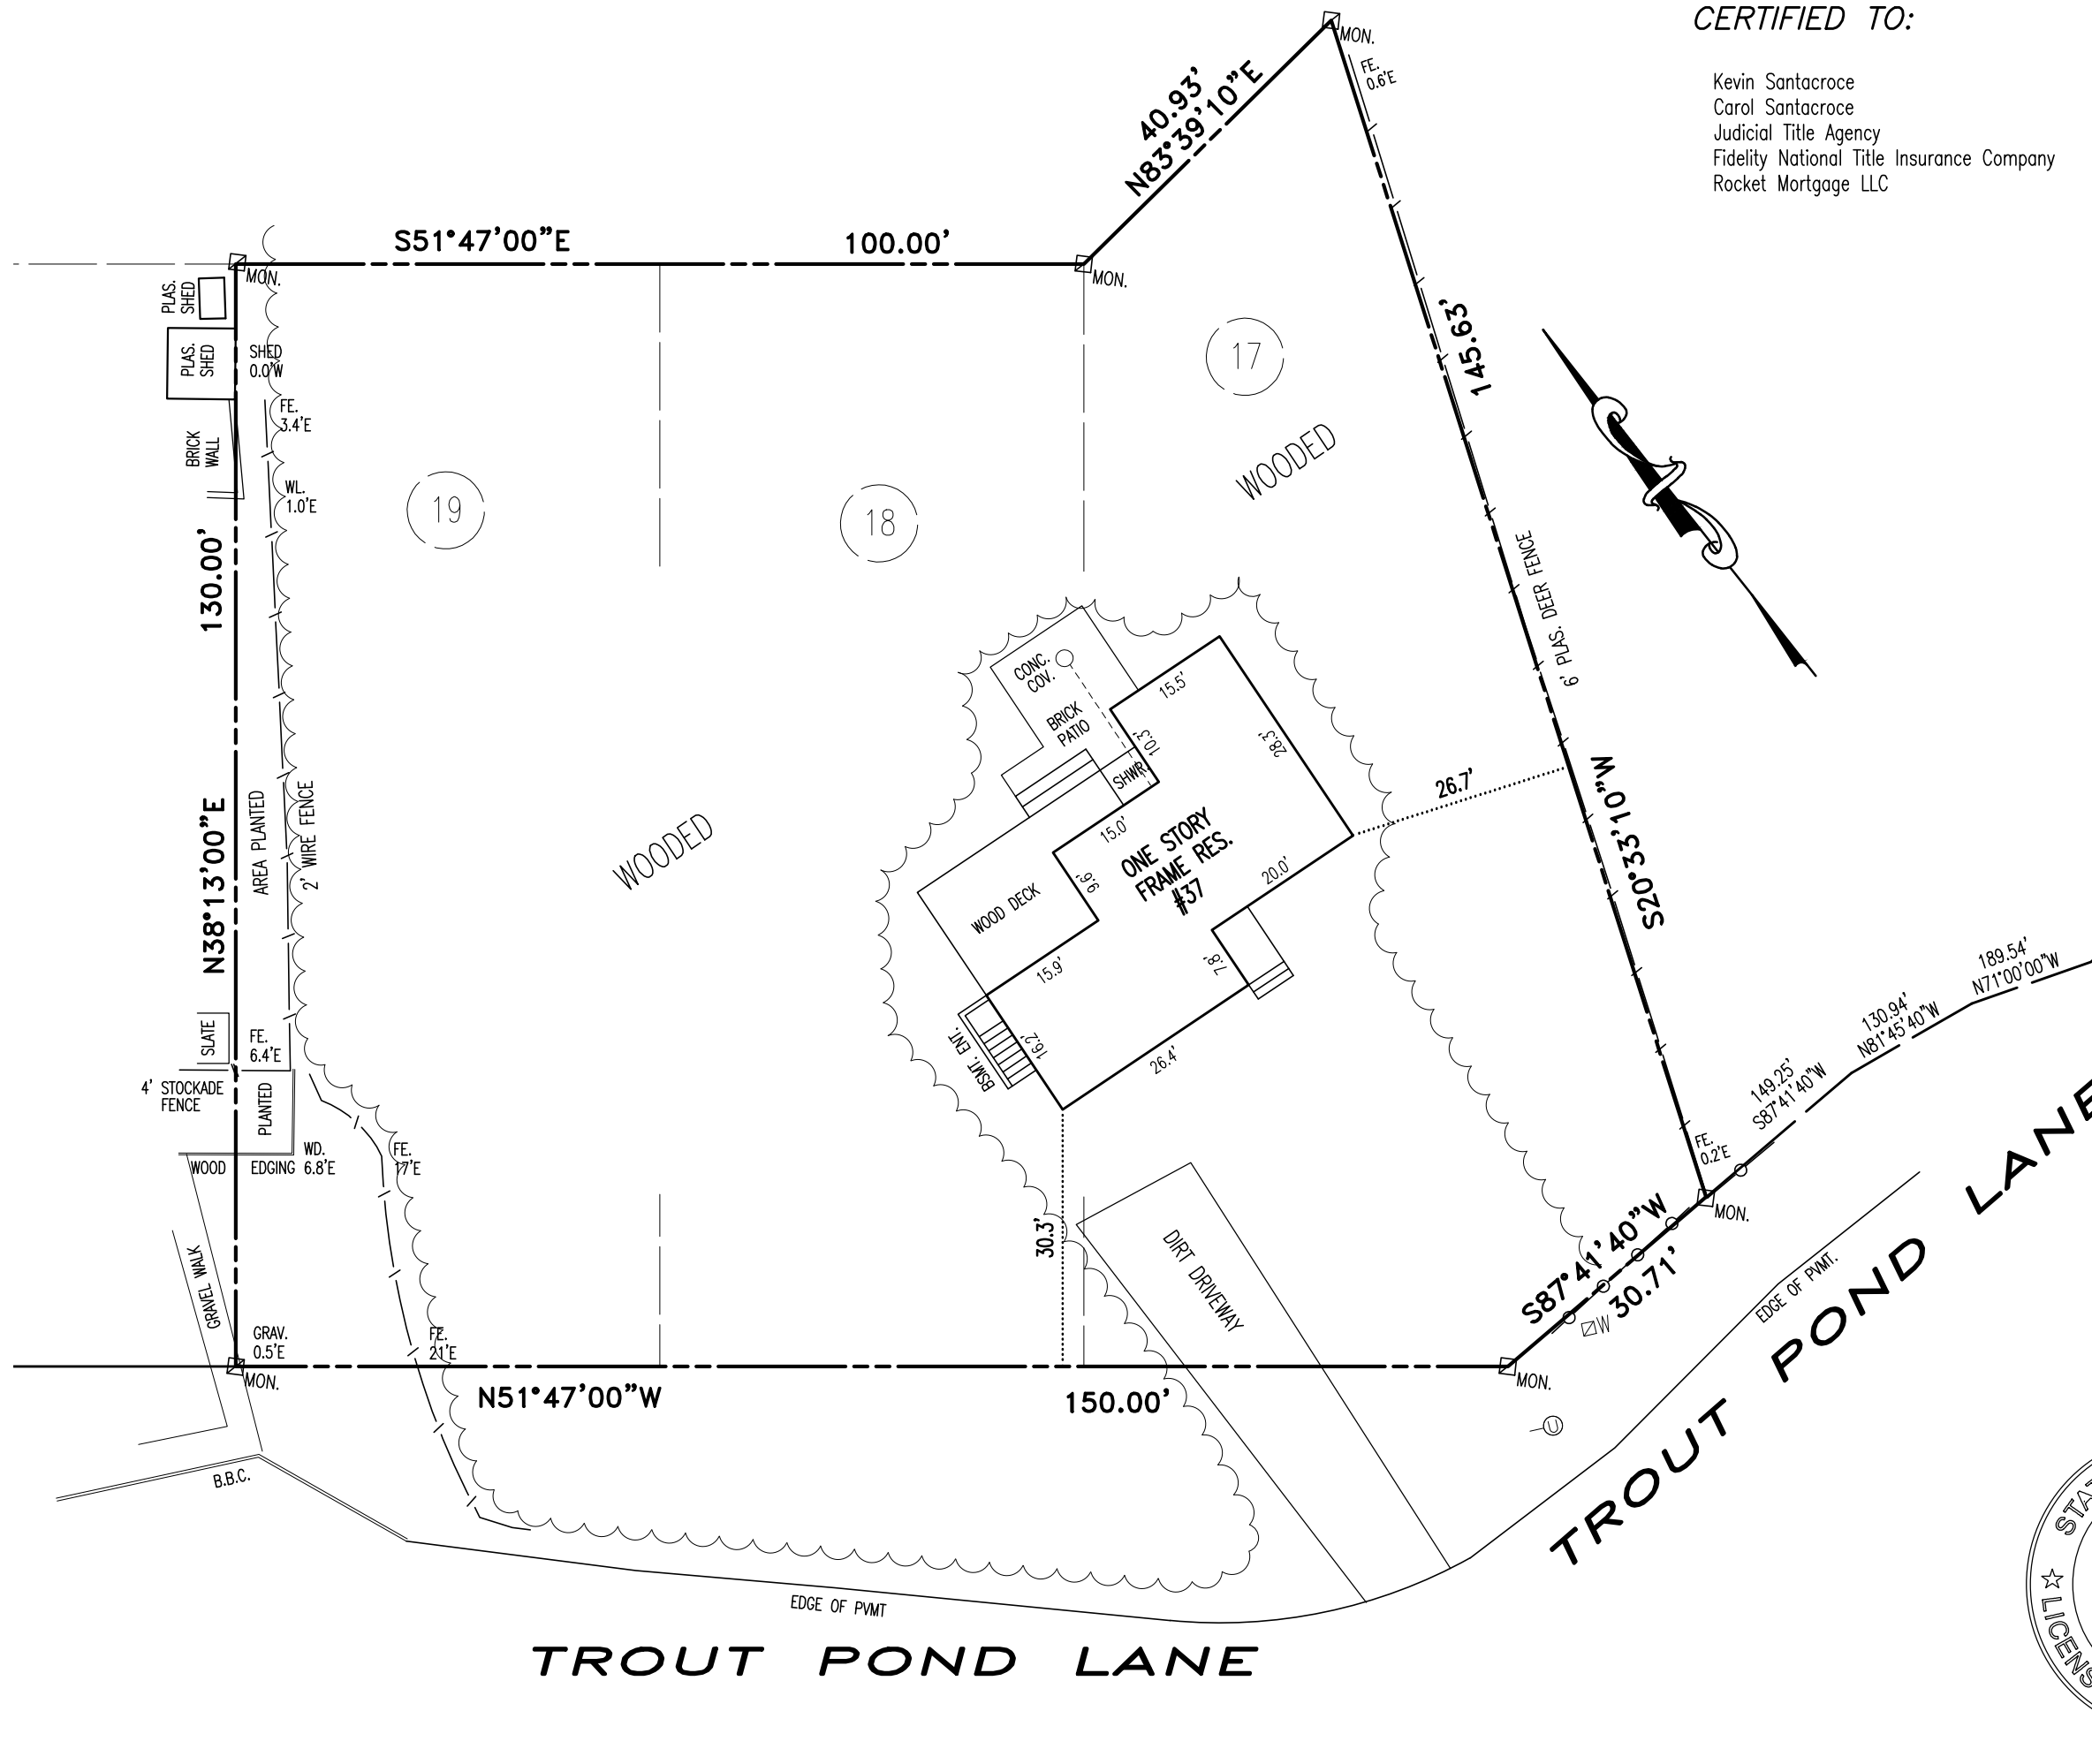 CERTIFIED TO:
Kevin Santacroce
Carol Santacroce
Judicial Title Agency
Fidelity National Title Insurance Company
Rocket Mortgage LLC
MON.
FE.
0.6'E
40.93'
N83°39'10"E
S51°47'00"E
100.00'
MON.
MON.
PLAS.
SHED
PLAS.
SHED
SHED
0.0'W
FE.
3.4'E
BRICK
WALL
WL.
1.0'E
19
18
17
WOODED
145.63'
130.00'
N38°13'00"E
AREA PLANTED
2' WIRE FENCE
WOODED
6' PLAS. DEER FENCE
CONC.
COV.
BRICK
PATIO
15.5'
10.3'
28.3'
SHWR.
15.0'
26.7'
ONE STORY
FRAME RES.
#37
9.6'
WOOD DECK
20.0'
15.9'
7.8'
16.2'
BSMT. ENT.
26.4'
S20°33'10"W
SLATE
FE.
6.4'E
4' STOCKADE
FENCE
PLANTED
WD.
WOOD EDGING 6.8'E
FE.
17'E
GRAVEL WALK
GRAV.
0.5'E
FE.
21'E
MON.
N51°47'00"W
150.00'
30.3'
DIRT DRIVEWAY
S87°41'40"W
30.71'
W
FE.
0.2'E
MON.
MON.
U
149.25'
S87°41'40"W
130.94'
N81°45'40"W
189.54'
N71°00'00"W
EDGE OF PVMT.
TROUT POND LANE
B.B.C.
EDGE OF PVMT
TROUT POND LANE
STAT
LICENS